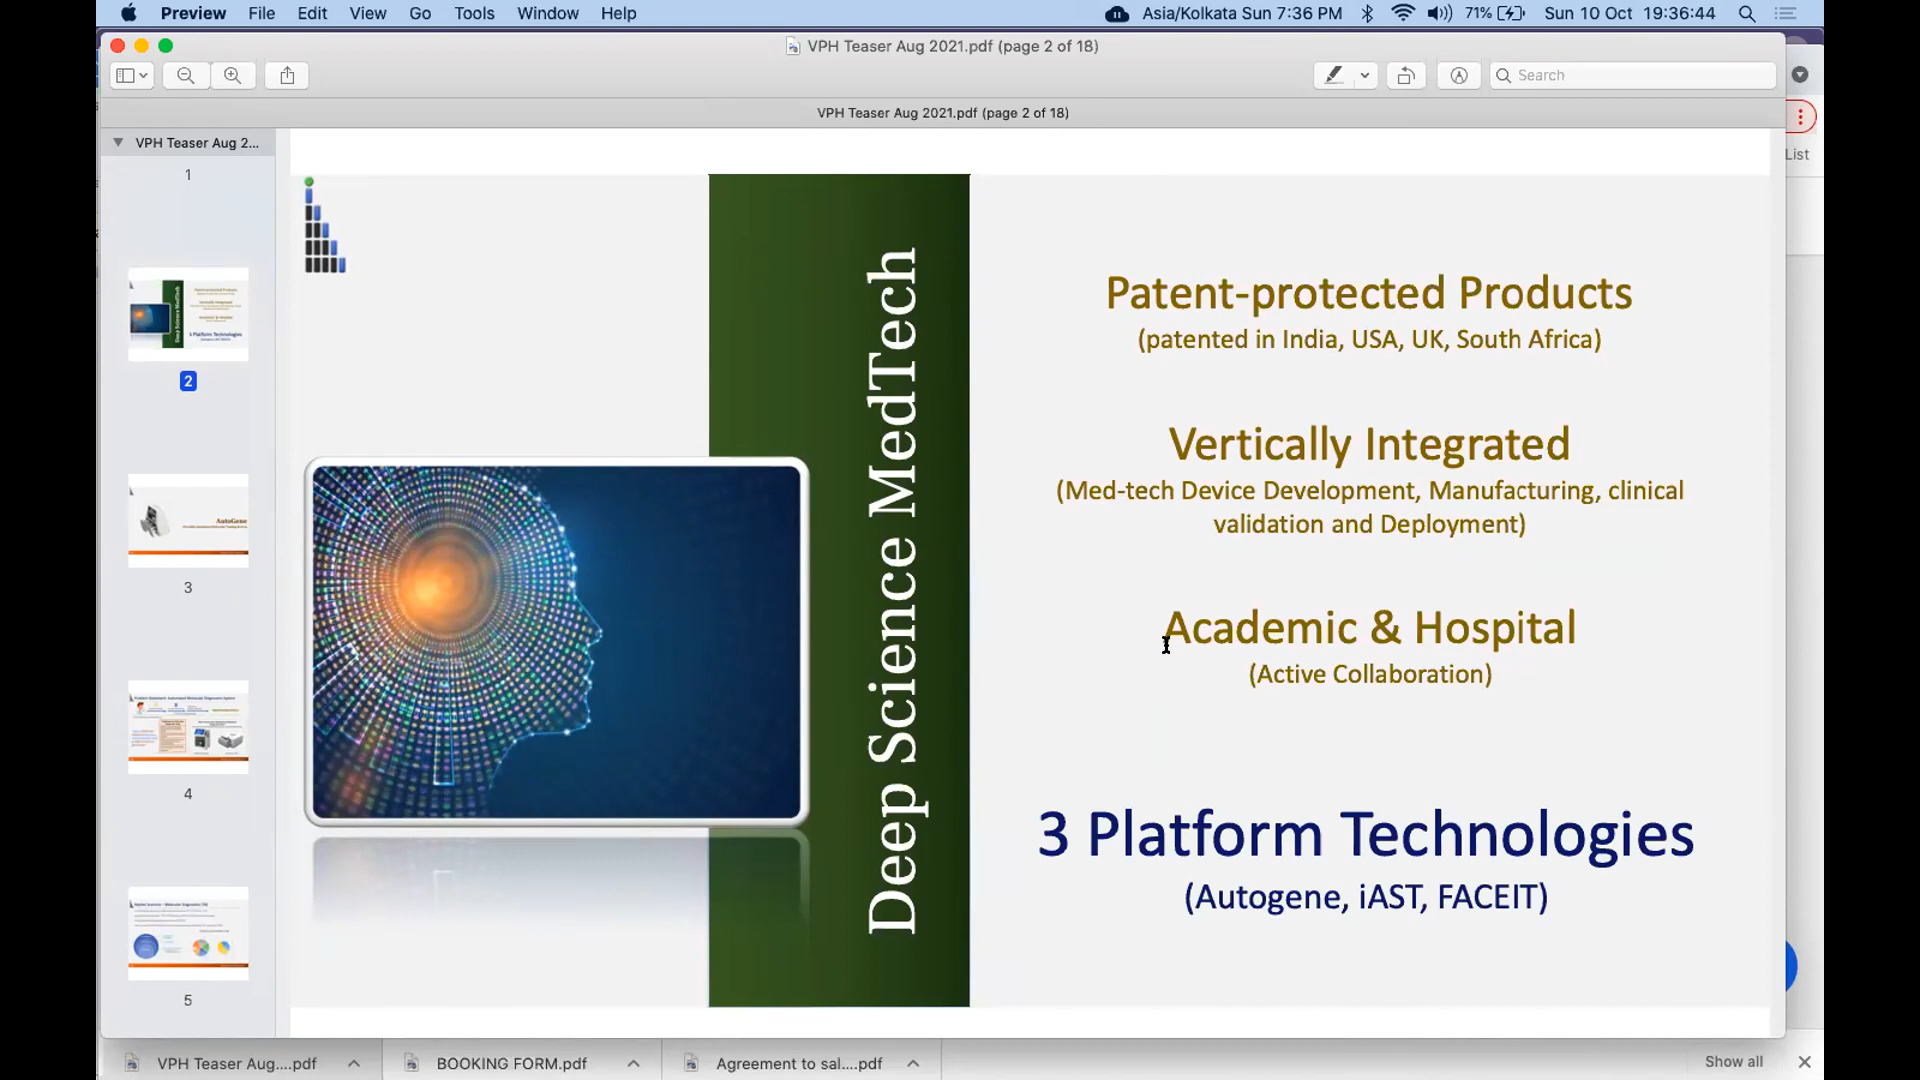 Preview File Edit View Go Tools Window Help
Asia/Kolkata Sun 7:36 PM 71% Sun 10 Oct 19:36:44
VPH Teaser Aug 2021.pdf (page 2 of 18)
Search
VPH Teaser Aug 2021.pdf (page 2 of 18)
List
VPH Teaser Aug 2...
1
2
AutoGene
3
4
5
Deep Science MedTech
Patent-protected Products
(patented in India, USA, UK, South Africa)
Vertically Integrated
(Med-tech Device Development, Manufacturing, clinical
validation and Deployment)
Academic & Hospital
(Active Collaboration)
3 Platform Technologies
(Autogene, iAST, FACEIT)
VPH Teaser Aug....pdf
BOOKING FORM.pdf
Agreement to sal....pdf
Show all